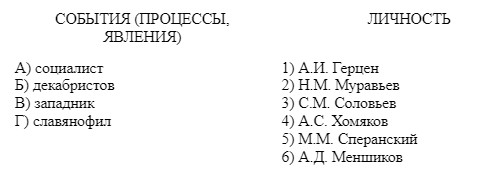 СОБЫТИЯ (ПРОЦЕССЫ, ЯВЛЕНИЯ)
ЛИЧНОСТЬ
А) социалист
Б) декабристов
В) западник
Г) славянофил
1) А.И. Герцен
2) Н.М. Муравьев
3) С.М. Соловьев
4) А.С. Хомяков
5) М.М. Сперанский
6) А.Д. Меншиков